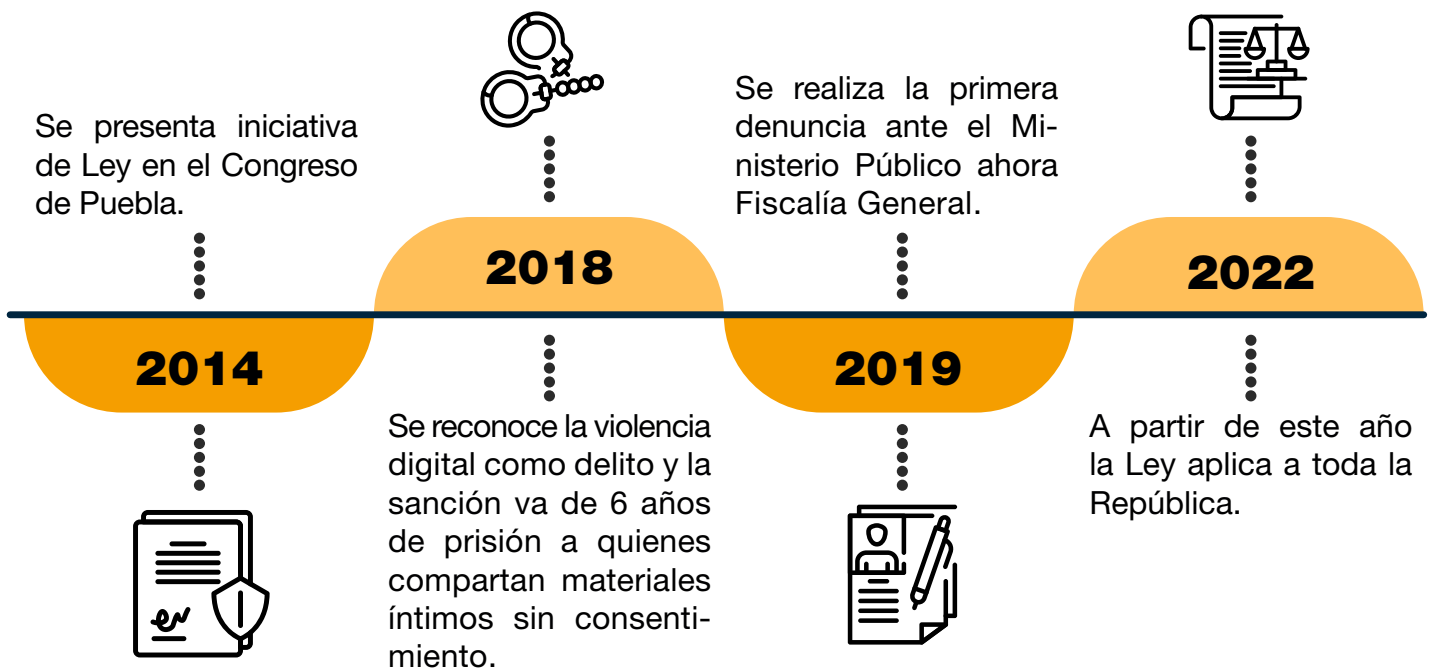 Se presenta iniciativa
de Ley en el Congreso
de Puebla.
2014
2018
Se reconoce la violencia
digital como delito y la
sanción va de 6 años
de prisión a quienes
compartan materiales
íntimos sin consenti-
miento.
Se realiza la primera
denuncia ante el Mi-
nisterio Público ahora
Fiscalía General.
2019
2022
A partir de este año
la Ley aplica a toda la
República.